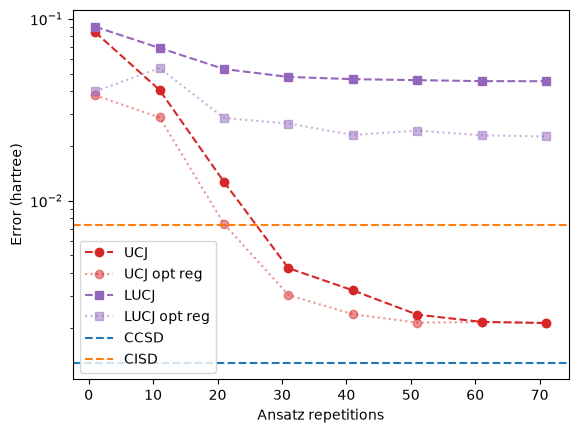 10⁻¹
10⁻²
Error (hartree)
UCJ
UCJ opt reg
LUCJ
LUCJ opt reg
CCSD
CISD
0 10 20 30 40 50 60 70
Ansatz repetitions